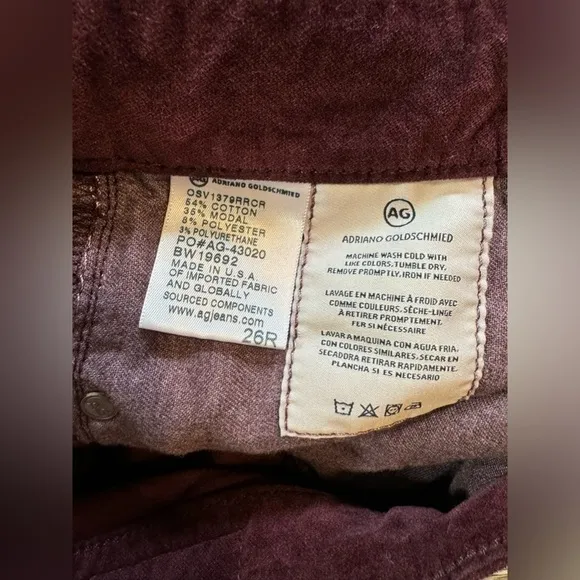 AG ADRIANO GOLDSCHMIED
OSV1379RRCR
54% COTTON
35% MODAL
8% POLYESTER
3% POLYURETHANE
PO#AG-43020
BW19692
MADE IN U.S.A
OF IMPORTED FABRIC
AND GLOBALLY
SOURCED COMPONENTS
www.agjeans.com
26R
AG
ADRIANO GOLDSCHMIED
MACHINE WASH COLD WITH
LIKE COLORS. TUMBLE DRY.
REMOVE PROMPTLY. IRON IF NEEDED
LAVAGE EN MACHINE À FROID AVEC
COMME COULEURS. SÈCHE-LINGE
À RETIRER PROMPTEMENT.
FER SI NÉCESSAIRE
LAVAR A MAQUINA CON AGUA FRIA.
CON COLORES SIMILARES. SECAR EN
SECADORA RETIRAR RAPIDAMENTE.
PLANCHA SI ES NECESARIO